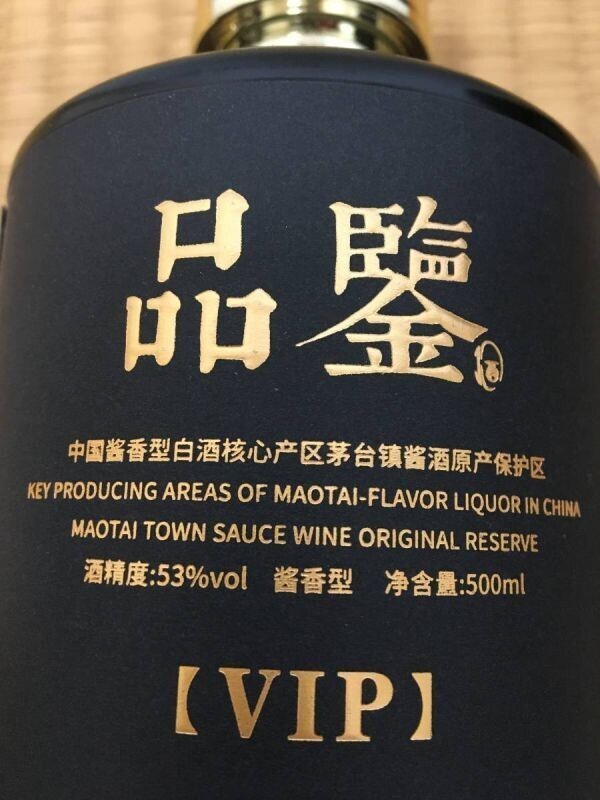 品鑒
中国酱香型白酒核心产区茅台镇酱酒原产保护区
KEY PRODUCING AREAS OF MAOTAI-FLAVOR LIQUOR IN CHINA
MAOTAI TOWN SAUCE WINE ORIGINAL RESERVE
酒精度:53%vol 酱香型 净含量:500ml
【VIP】